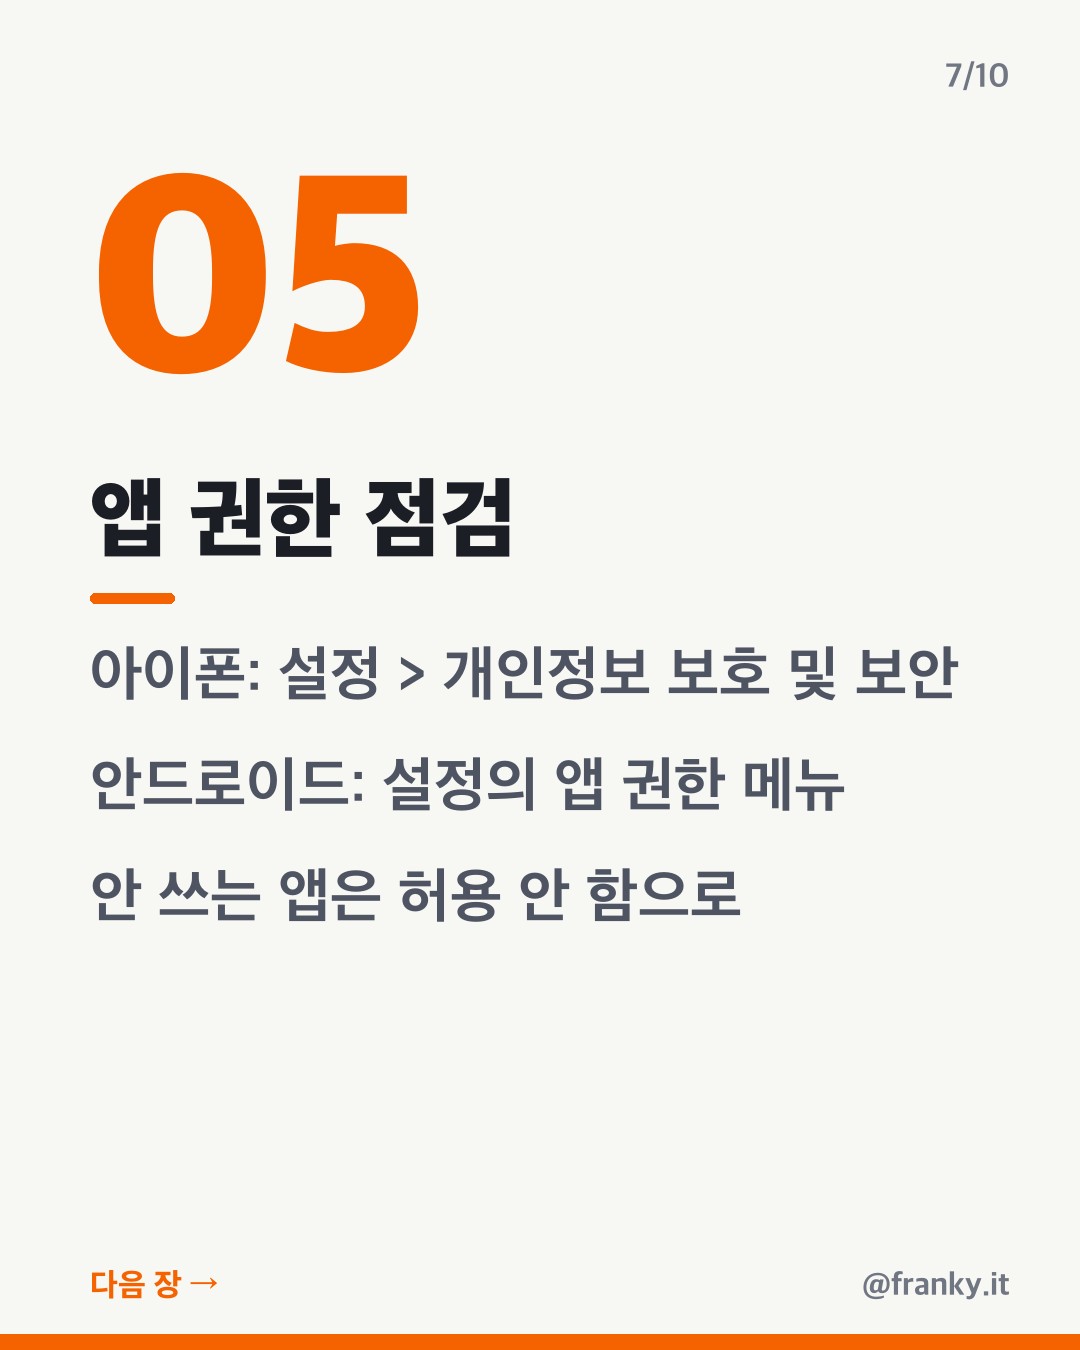 7/10
05
앱 권한 점검
아이폰: 설정 > 개인정보 보호 및 보안
안드로이드: 설정의 앱 권한 메뉴
안 쓰는 앱은 허용 안 함으로
다음 장 →
@franky.it